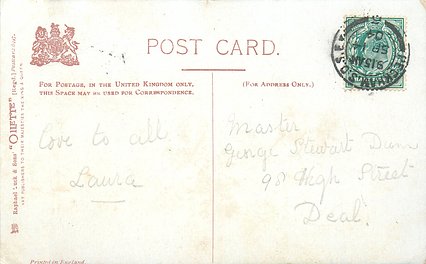 POST CARD.
FOR POSTAGE, IN THE UNITED KINGDOM ONLY,
THIS SPACE MAY BE USED FOR CORRESPONDENCE.
(FOR ADDRESS ONLY.)
Love to all.
Laura
Master
George Stewart Dunn
98 High Street
Deal.
Raphael Tuck & Sons' "OILETTE" [Regd.] Postcard
Printed in England.